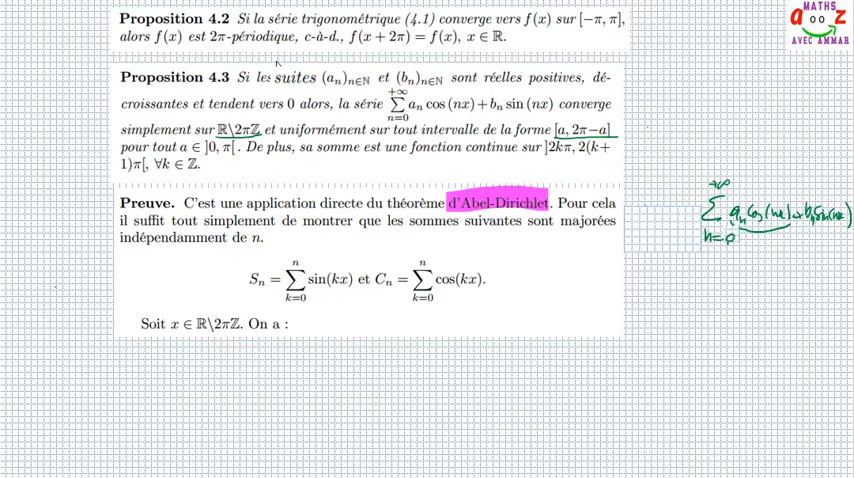 MATHS
a oo z
AVEC AMMAR
Proposition 4.2 Si la série trigonométrique (4.1) converge vers f(x) sur [−π, π],
alors f(x) est 2π-périodique, c-à-d., f(x + 2π) = f(x), x ∈ ℝ.
Proposition 4.3 Si les suites (aₙ)ₙ∈ℕ et (bₙ)ₙ∈ℕ sont réelles positives, dé-
croissantes et tendent vers 0 alors, la série +∞∑n=0 aₙ cos (nx)+bₙ sin (nx) converge
simplement sur ℝ\2πℤ et uniformément sur tout intervalle de la forme [a, 2π−a]
pour tout a ∈ ]0, π[ . De plus, sa somme est une fonction continue sur ]2kπ, 2(k+
1)π[, ∀k ∈ ℤ.
Preuve. C'est une application directe du théorème d'Abel-Dirichlet. Pour cela
il suffit tout simplement de montrer que les sommes suivantes sont majorées
indépendamment de n.
Sₙ = n∑k=0 sin(kx) et Cₙ = n∑k=0 cos(kx).
Soit x ∈ ℝ\2πℤ. On a :
+∞∑n=0 aₙ cos(nx) + bₙ sin(nx)